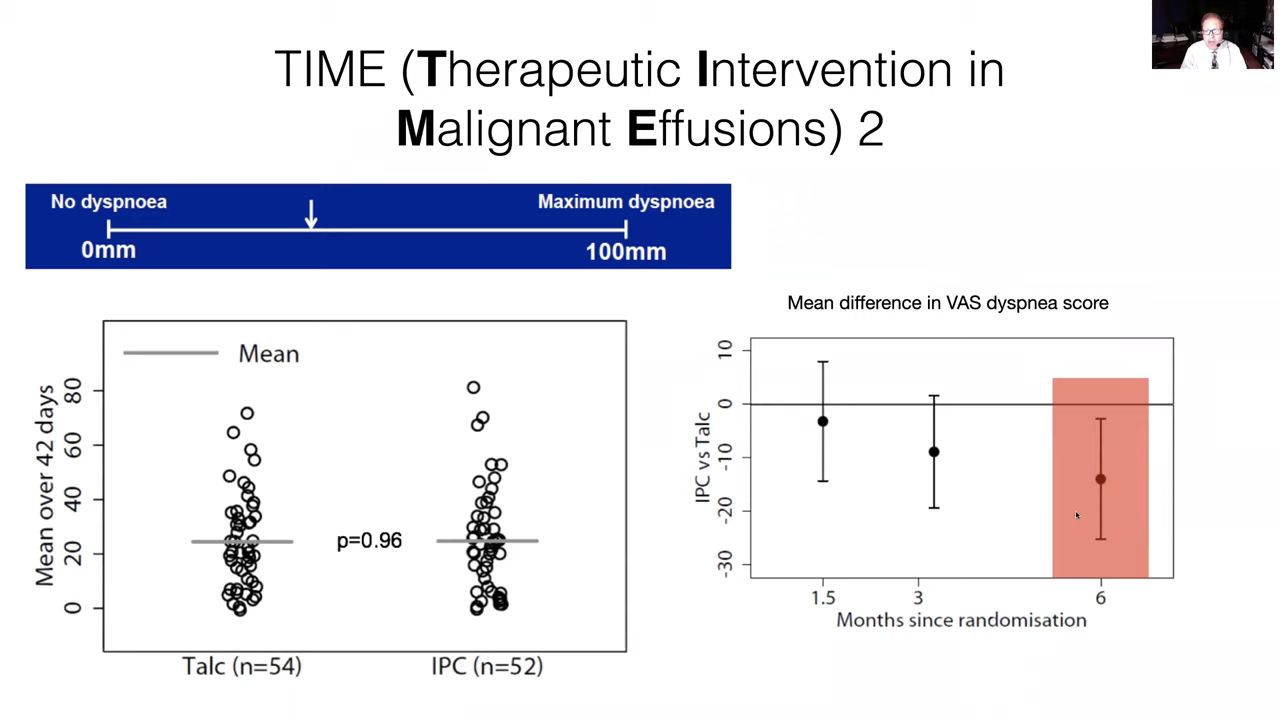 TIME (Therapeutic Intervention in
Malignant Effusions) 2
No dyspnoea
Maximum dyspnoea
0mm
100mm
Mean
Mean over 42 days
80
60
40
20
0
p=0.96
Talc (n=54)
IPC (n=52)
Mean difference in VAS dyspnea score
IPC vs Talc
10
0
-10
-20
-30
1.5
3
6
Months since randomisation